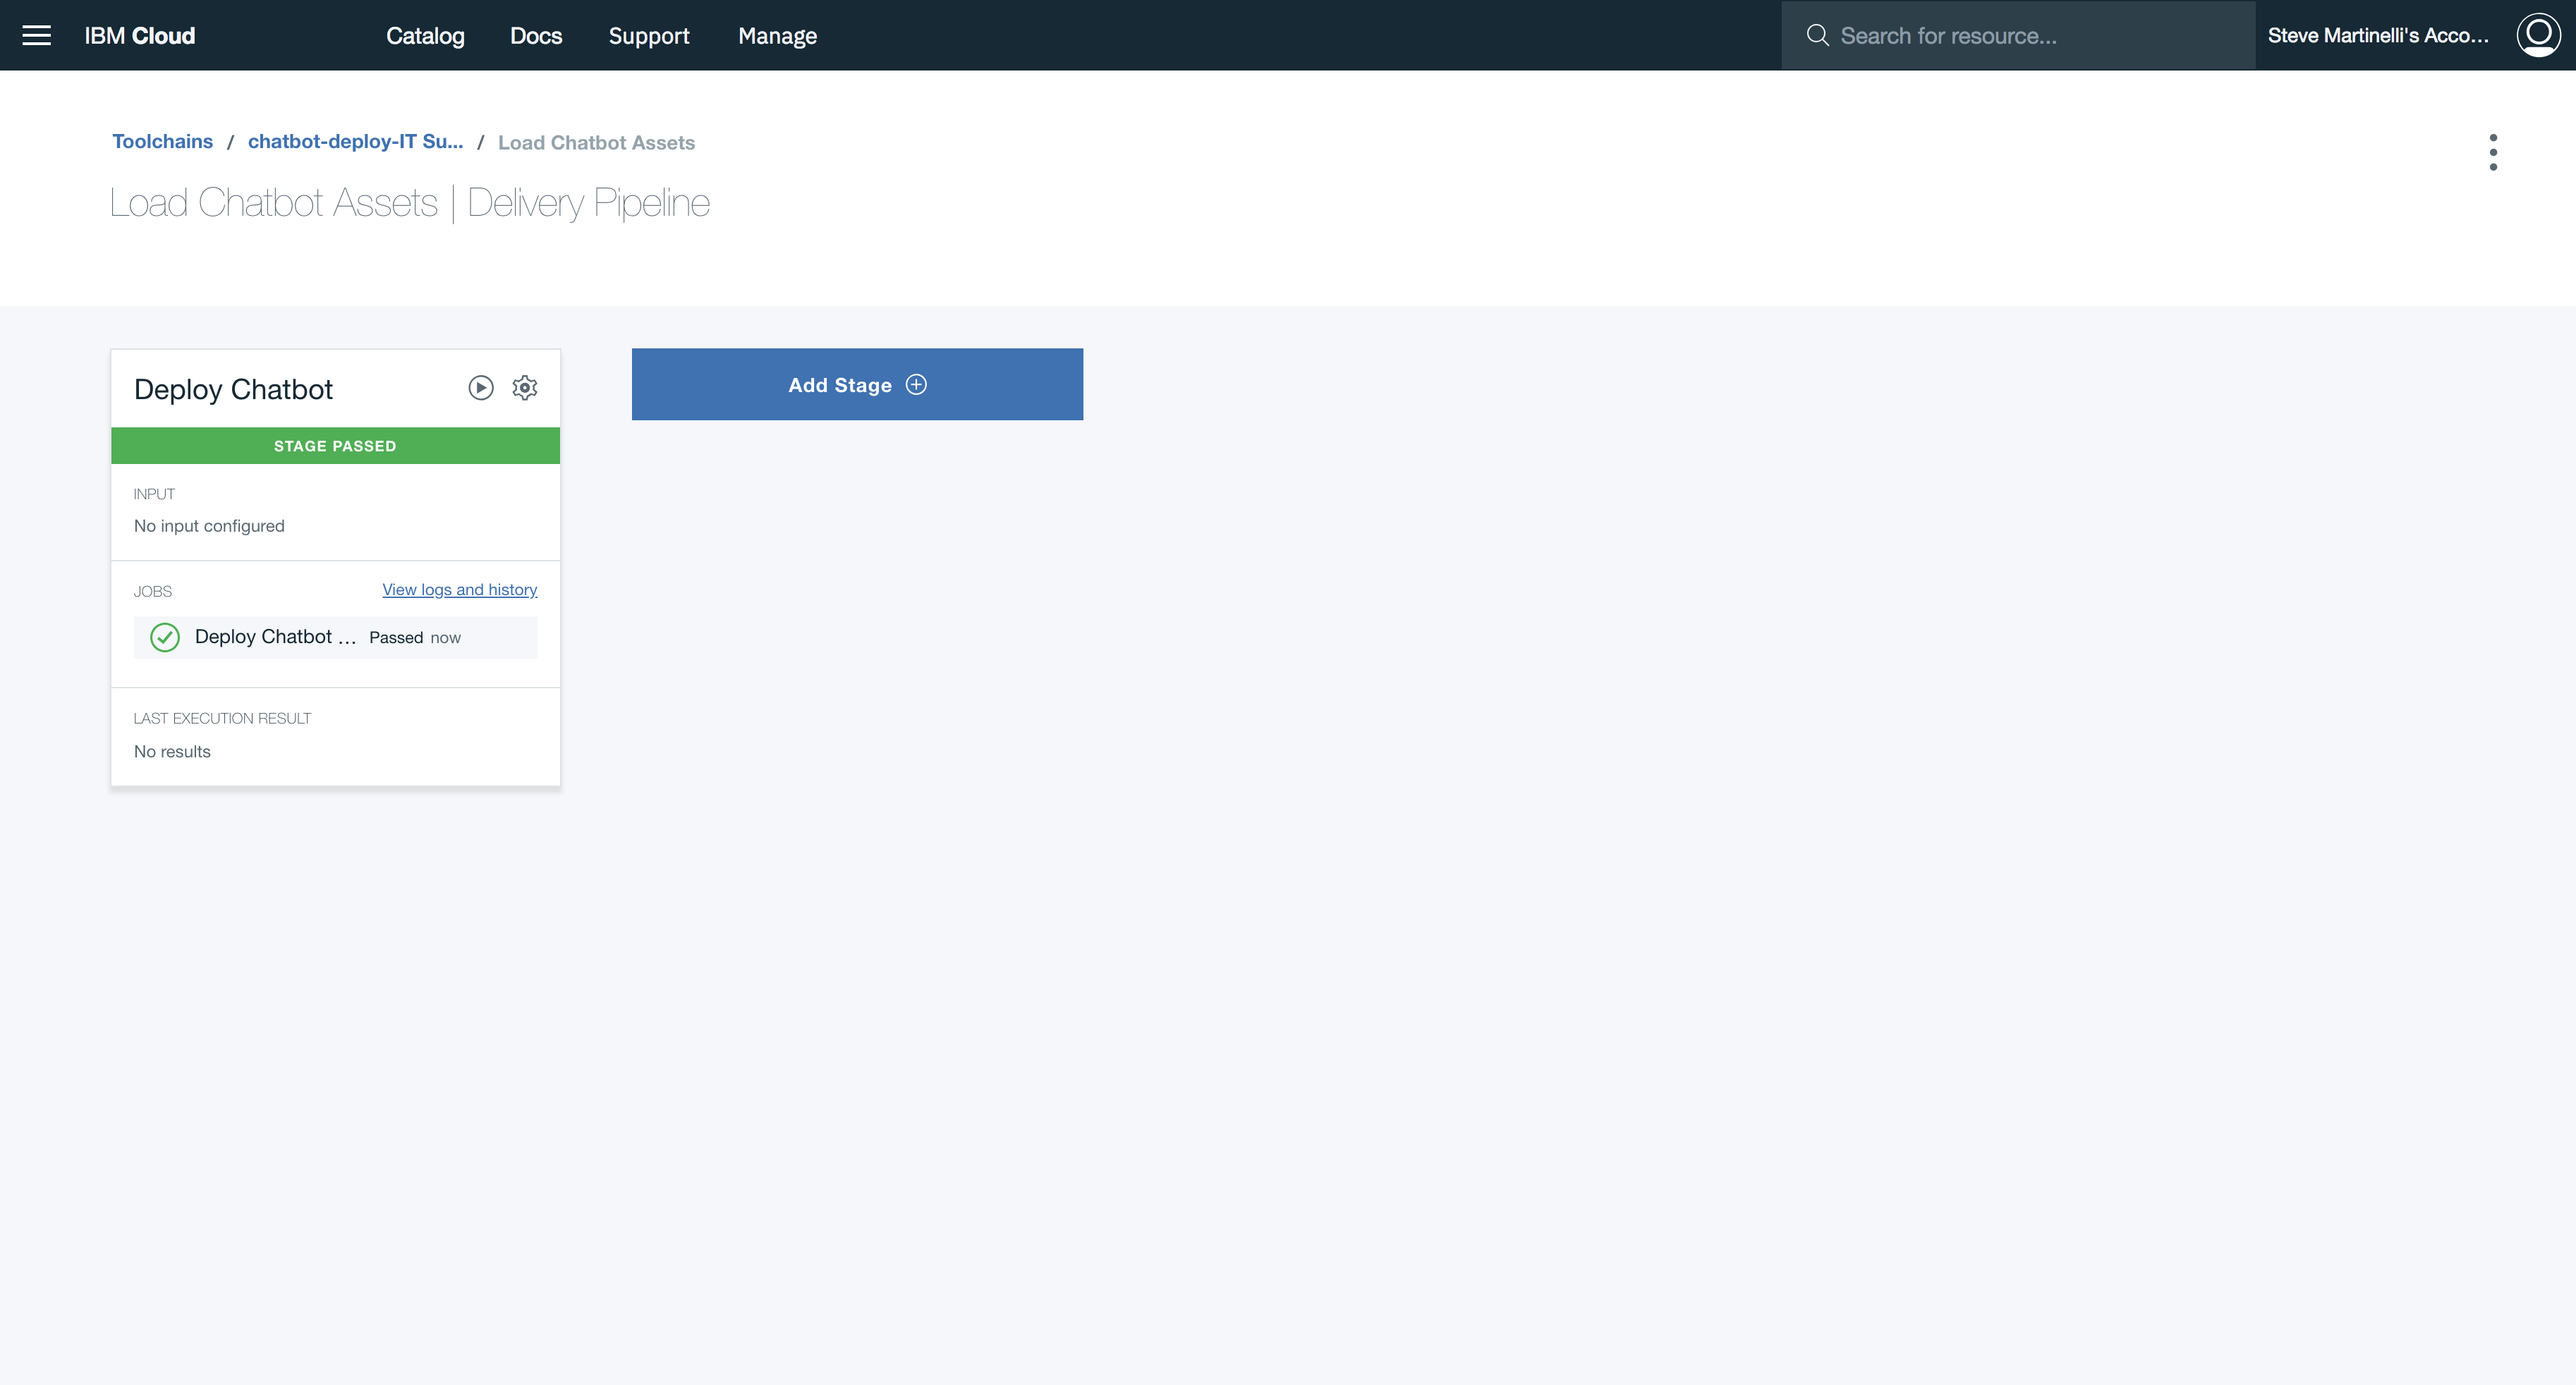 IBM Cloud Catalog Docs Support Manage Search for resource... Steve Martinelli's Acco...
Toolchains / chatbot-deploy-IT Su... / Load Chatbot Assets
Load Chatbot Assets | Delivery Pipeline
Deploy Chatbot
Add Stage
STAGE PASSED
INPUT
No input configured
JOBS View logs and history
Deploy Chatbot ... Passed now
LAST EXECUTION RESULT
No results